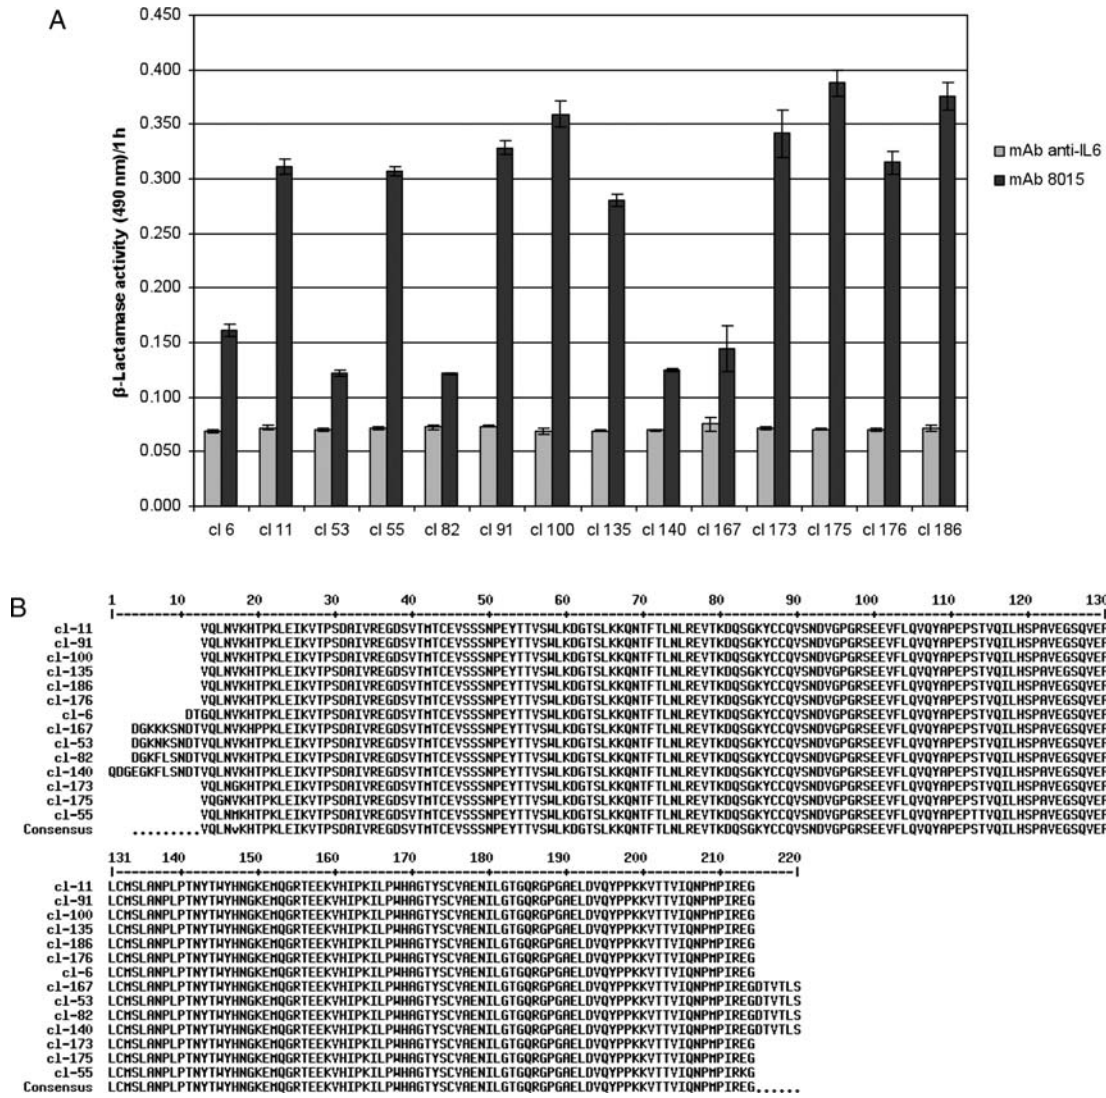 A
0.450
0.400
0.350
0.300
0.250
0.200
0.150
0.100
0.050
0.000
β-Lactamase activity (490 nm)/1h
cl 6 cl 11 cl 53 cl 55 cl 82 cl 91 cl 100 cl 135 cl 140 cl 167 cl 173 cl 175 cl 176 cl 186
mAb anti-IL6
mAb 8015
B
1 10 20 30 40 50 60 70 80 90 100 110 120 130
cl-11 VQLNVKHTPKLEIKVTPSDAIVREGDSVTMTCEVSSSNPEYTTVSWLKDGTSLKKQNTFTLNLREVTKDQSGKYCCQVSNDVGPGRSEEVFLQVQYAPEPSTVQILHSPAVEGSQVEF
cl-91 VQLNVKHTPKLEIKVTPSDAIVREGDSVTMTCEVSSSNPEYTTVSWLKDGTSLKKQNTFTLNLREVTKDQSGKYCCQVSNDVGPGRSEEVFLQVQYAPEPSTVQILHSPAVEGSQVEF
cl-100 VQLNVKHTPKLEIKVTPSDAIVREGDSVTMTCEVSSSNPEYTTVSWLKDGTSLKKQNTFTLNLREVTKDQSGKYCCQVSNDVGPGRSEEVFLQVQYAPEPSTVQILHSPAVEGSQVEF
cl-135 VQLNVKHTPKLEIKVTPSDAIVREGDSVTMTCEVSSSNPEYTTVSWLKDGTSLKKQNTFTLNLREVTKDQSGKYCCQVSNDVGPGRSEEVFLQVQYAPEPSTVQILHSPAVEGSQVEF
cl-186 VQLNVKHTPKLEIKVTPSDAIVREGDSVTMTCEVSSSNPEYTTVSWLKDGTSLKKQNTFTLNLREVTKDQSGKYCCQVSNDVGPGRSEEVFLQVQYAPEPSTVQILHSPAVEGSQVEF
cl-176 VQLNVKHTPKLEIKVTPSDAIVREGDSVTMTCEVSSSNPEYTTVSWLKDGTSLKKQNTFTLNLREVTKDQSGKYCCQVSNDVGPGRSEEVFLQVQYAPEPSTVQILHSPAVEGSQVEF
cl-6 DTGQLNVKHTPKLEIKVTPSDAIVREGDSVTMTCEVSSSNPEYTTVSWLKDGTSLKKQNTFTLNLREVTKDQSGKYCCQVSNDVGPGRSEEVFLQVQYAPEPSTVQILHSPAVEGSQVEF
cl-167 DGKKKSNDTVQLNVKHPPKLEIKVTPSDAIVREGDSVTMTCEVSSSNPEYTTVSWLKDGTSLKKQNTFTLNLREVTKDQSGKYCCQVSNDVGPGRSEEVFLQVQYAPEPSTVQILHSPAVEGSQVEF
cl-53 DGKNKSNDTVQLNVKHTPKLEIKVTPSDAIVREGDSVTMTCEVSSSNPEYTTVSWLKDGTSLKKQNTFTLNLREVTKDQSGKYCCQVSNDVGPGRSEEVFLQVQYAPEPSTVQILHSPAVEGSQVEF
cl-82 DGKFLSNDTVQLNVKHTPKLEIKVTPSDAIVREGDSVTMTCEVSSSNPEYTTVSWLKDGTSLKKQNTFTLNLREVTKDQSGKYCCQVSNDVGPGRSEEVFLQVQYAPEPSTVQILHSPAVEGSQVEF
cl-140 QDGEGKFLSNDTVQLNVKHTPKLEIKVTPSDAIVREGDSVTMTCEVSSSNPEYTTVSWLKDGTSLKKQNTFTLNLREVTKDQSGKYCCQVSNDVGPGRSEEVFLQVQYAPEPSTVQILHSPAVEGSQVEF
cl-173 VQLNGKHTPKLEIKVTPSDAIVREGDSVTMTCEVSSSNPEYTTVSWLKDGTSLKKQNTFTLNLREVTKDQSGKYCCQVSNDVGPGRSEEVFLQVQYAPEPSTVQILHSPAVEGSQVEF
cl-175 VQGNVKHTPKLEIKVTPSDAIVREGDSVTMTCEVSSSNPEYTTVSWLKDGTSLKKQNTFTLNLREVTKDQSGKYCCQVSNDVGPGRSEEVFLQVQYAPEPTTVQILHSPAVEGSQVEF
cl-55 VQLNMKHTPKLEIKVTPSDAIVREGDSVTMTCEVSSSNPEYTTVSWLKDGTSLKKQNTFTLNLREVTKDQSGKYCCQVSNDVGPGRSEEVFLQVQYAPEPSTVQILHSPAVEGSQVEF
Consensus .........VQLNvKHTPKLEIKVTPSDAIVREGDSVTMTCEVSSSNPEYTTVSWLKDGTSLKKQNTFTLNLREVTKDQSGKYCCQVSNDVGPGRSEEVFLQVQYAPEPSTVQILHSPAVEGSQVEF
131 140 150 160 170 180 190 200 210 220
cl-11 LCMSLANPLPTNYTWYHNGKEMQGRTEEKVHIPKILPWHAGTYSCVAENILGTGQRGPGAELDVQYPPKKVTTVIQNPMPIREG
cl-91 LCMSLANPLPTNYTWYHNGKEMQGRTEEKVHIPKILPWHAGTYSCVAENILGTGQRGPGAELDVQYPPKKVTTVIQNPMPIREG
cl-100 LCMSLANPLPTNYTWYHNGKEMQGRTEEKVHIPKILPWHAGTYSCVAENILGTGQRGPGAELDVQYPPKKVTTVIQNPMPIREG
cl-135 LCMSLANPLPTNYTWYHNGKEMQGRTEEKVHIPKILPWHAGTYSCVAENILGTGQRGPGAELDVQYPPKKVTTVIQNPMPIREG
cl-186 LCMSLANPLPTNYTWYHNGKEMQGRTEEKVHIPKILPWHAGTYSCVAENILGTGQRGPGAELDVQYPPKKVTTVIQNPMPIREG
cl-176 LCMSLANPLPTNYTWYHNGKEMQGRTEEKVHIPKILPWHAGTYSCVAENILGTGQRGPGAELDVQYPPKKVTTVIQNPMPIREG
cl-6 LCMSLANPLPTNYTWYHNGKEMQGRTEEKVHIPKILPWHAGTYSCVAENILGTGQRGPGAELDVQYPPKKVTTVIQNPMPIREG
cl-167 LCMSLANPLPTNYTWYHNGKEMQGRTEEKVHIPKILPWHAGTYSCVAENILGTGQRGPGAELDVQYPPKKVTTVIQNPMPIREGDTVTLS
cl-53 LCMSLANPLPTNYTWYHNGKEMQGRTEEKVHIPKILPWHAGTYSCVAENILGTGQRGPGAELDVQYPPKKVTTVIQNPMPIREGDTVTLS
cl-82 LCMSLANPLPTNYTWYHNGKEMQGRTEEKVHIPKILPWHAGTYSCVAENILGTGQRGPGAELDVQYPPKKVTTVIQNPMPIREGDTVTLS
cl-140 LCMSLANPLPTNYTWYHNGKEMQGRTEEKVHIPKILPWHAGTYSCVAENILGTGQRGPGAELDVQYPPKKVTTVIQNPMPIREGDTVTLS
cl-173 LCMSLANPLPTNYTWYHNGKEMQGRTEEKVHIPKILPWHAGTYSCVAENILGTGQRGPGAELDVQYPPKKVTTVIQNPMPIREG
cl-175 LCMSLANPLPTNYTWYHNGKEMQGRTEEKVHIPKILPWHAGTYSCVAENILGTGQRGPGAELDVQYPPKKVTTVIQNPMPIREG
cl-55 LCMSLANPLPTNYTWYHNGKEMQGRTEEKVHIPKILPWHAGTYSCVAENILGTGQRGPGAELDVQYPPKKVTTVIQNPMPIRKG
Consensus LCMSLANPLPTNYTWYHNGKEMQGRTEEKVHIPKILPWHAGTYSCVAENILGTGQRGPGAELDVQYPPKKVTTVIQNPMPIREG......